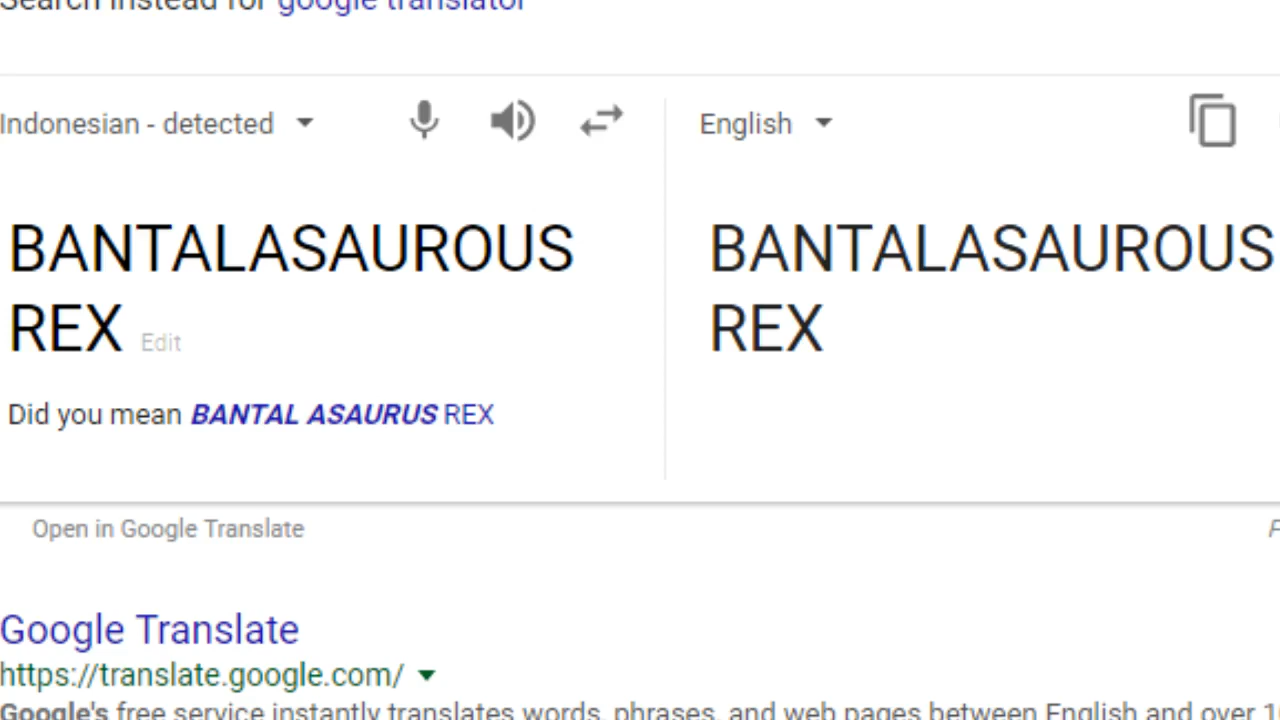 Search instead for google translator
Indonesian - detected English
BANTALASAUROUS
REX Edit
BANTALASAUROUS
REX
Did you mean BANTAL ASAURUS REX
Open in Google Translate
Google Translate
https://translate.google.com/
Google's free service instantly translates words, phrases, and web pages between English and over